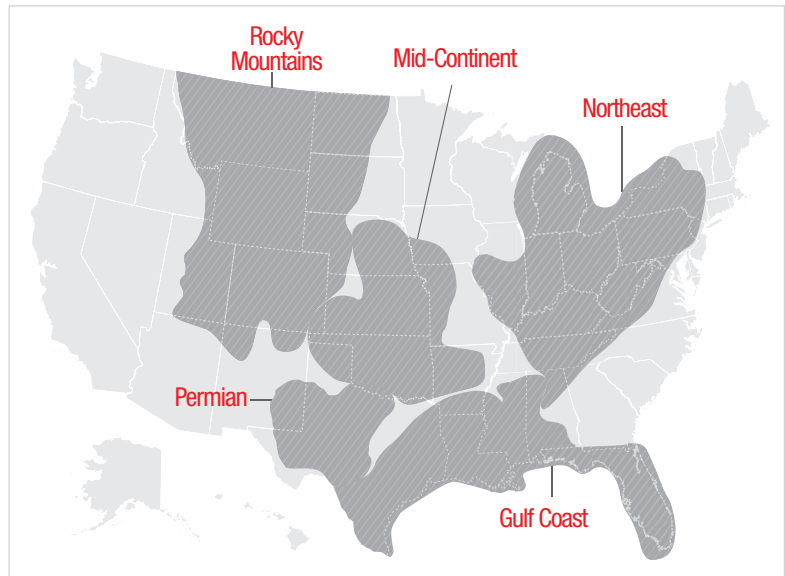 Rocky
Mountains
Mid-Continent
Northeast
Permian
Gulf Coast